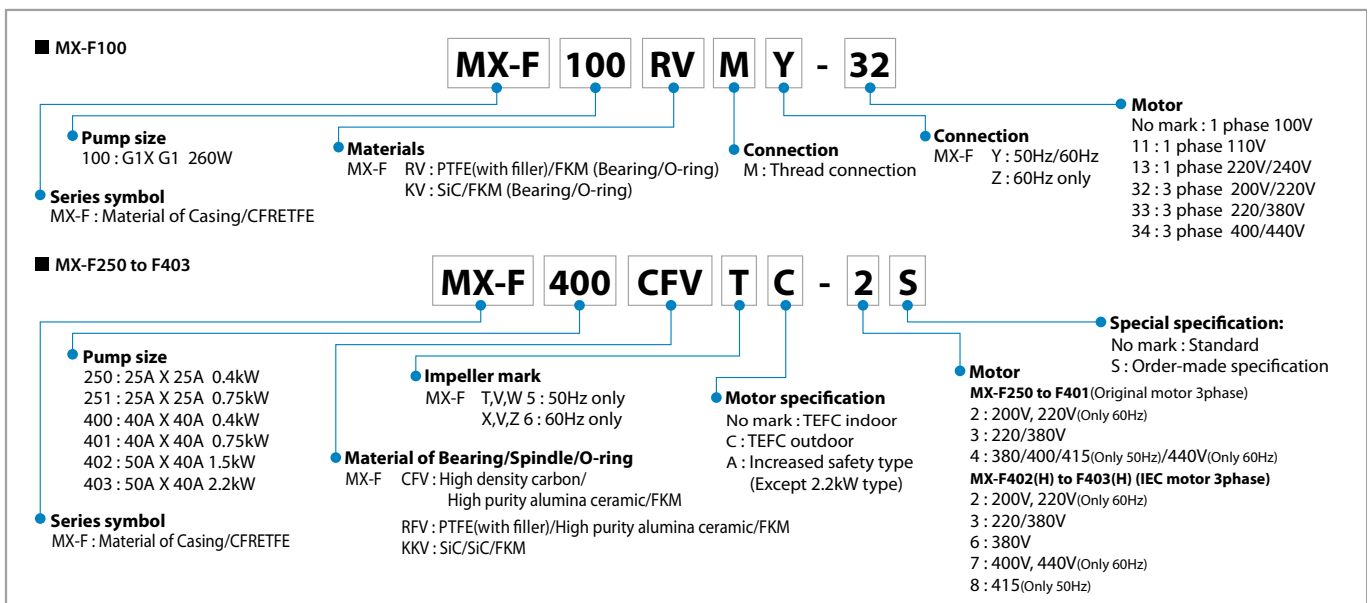 ■ MX-F100
MX-F 100 RV M Y - 32
Pump size
100 : G1X G1 260W
Series symbol
MX-F : Material of Casing/CFRETFE
Materials
MX-F RV : PTFE(with filler)/FKM (Bearing/O-ring)
KV : SiC/FKM (Bearing/O-ring)
Connection
M : Thread connection
Connection
MX-F Y : 50Hz/60Hz
Z : 60Hz only
Motor
No mark : 1 phase 100V
11 : 1 phase 110V
13 : 1 phase 220V/240V
32 : 3 phase 200V/220V
33 : 3 phase 220/380V
34 : 3 phase 400/440V
■ MX-F250 to F403
MX-F 400 CFV T C - 2 S
Pump size
250 : 25A X 25A 0.4kW
251 : 25A X 25A 0.75kW
400 : 40A X 40A 0.4kW
401 : 40A X 40A 0.75kW
402 : 50A X 40A 1.5kW
403 : 50A X 40A 2.2kW
Series symbol
MX-F : Material of Casing/CFRETFE
Impeller mark
MX-F T,V,W 5 : 50Hz only
X,V,Z 6 : 60Hz only
Material of Bearing/Spindle/O-ring
MX-F CFV : High density carbon/
High purity alumina ceramic/FKM
RFV : PTFE(with filler)/High purity alumina ceramic/FKM
KKV : SiC/SiC/FKM
Motor specification
No mark : TEFC indoor
C : TEFC outdoor
A : Increased safety type
(Except 2.2kW type)
Motor
MX-F250 to F401(Original motor 3phase)
2 : 200V, 220V(Only 60Hz)
3 : 220/380V
4 : 380/400/415(Only 50Hz)/440V(Only 60Hz)
MX-F402(H) to F403(H) (IEC motor 3phase)
2 : 200V, 220V(Only 60Hz)
3 : 220/380V
6 : 380V
7 : 400V, 440V(Only 60Hz)
8 : 415(Only 50Hz)
Special specification:
No mark : Standard
S : Order-made specification